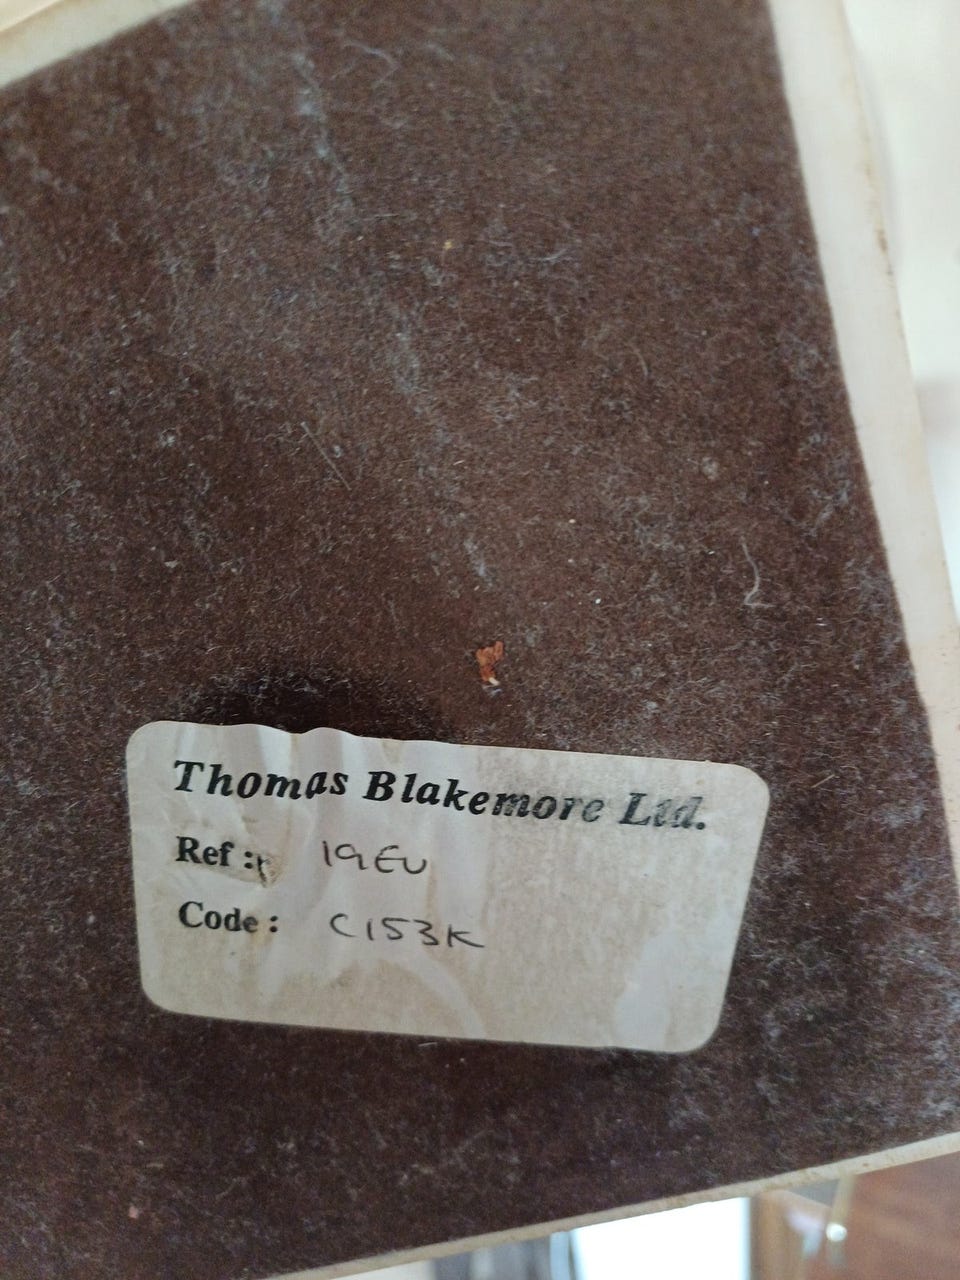 Thomas Blakemore Ltd.
Ref : 19EU
Code : C153K